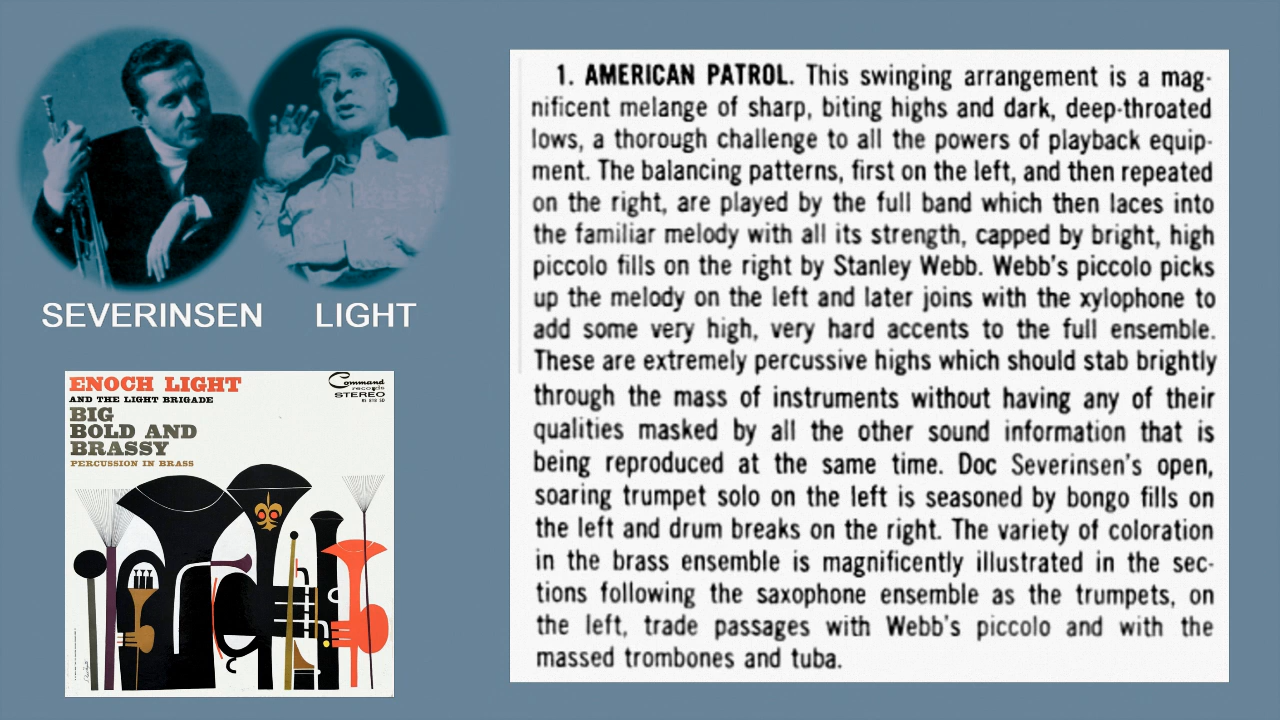 SEVERINSEN LIGHT
ENOCH LIGHT
AND THE LIGHT BRIGADE
BIG
BOLD AND
BRASSY
PERCUSSION IN BRASS
Command
records
STEREO
RS 818 SD
1. AMERICAN PATROL. This swinging arrangement is a mag-
nificent melange of sharp, biting highs and dark, deep-throated
lows, a thorough challenge to all the powers of playback equip-
ment. The balancing patterns, first on the left, and then repeated
on the right, are played by the full band which then laces into
the familiar melody with all its strength, capped by bright, high
piccolo fills on the right by Stanley Webb. Webb's piccolo picks
up the melody on the left and later joins with the xylophone to
add some very high, very hard accents to the full ensemble.
These are extremely percussive highs which should stab brightly
through the mass of instruments without having any of their
qualities masked by all the other sound information that is
being reproduced at the same time. Doc Severinsen's open,
soaring trumpet solo on the left is seasoned by bongo fills on
the left and drum breaks on the right. The variety of coloration
in the brass ensemble is magnificently illustrated in the sec-
tions following the saxophone ensemble as the trumpets, on
the left, trade passages with Webb's piccolo and with the
massed trombones and tuba.